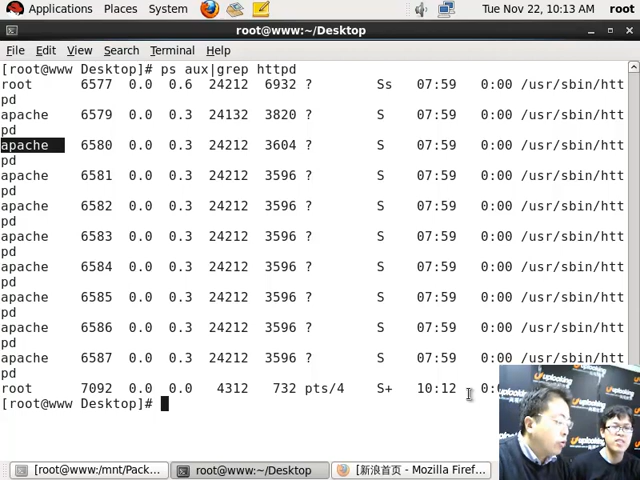 Applications Places System Tue Nov 22, 10:13 AM root
root@www:~/Desktop
File Edit View Search Terminal Help
[root@www Desktop]# ps aux|grep httpd
root 6577 0.0 0.6 24212 6932 ? Ss 07:59 0:00 /usr/sbin/htt
pd
apache 6579 0.0 0.3 24132 3820 ? S 07:59 0:00 /usr/sbin/htt
pd
apache 6580 0.0 0.3 24212 3604 ? S 07:59 0:00 /usr/sbin/htt
pd
apache 6581 0.0 0.3 24212 3596 ? S 07:59 0:00 /usr/sbin/htt
pd
apache 6582 0.0 0.3 24212 3596 ? S 07:59 0:00 /usr/sbin/htt
pd
apache 6583 0.0 0.3 24212 3596 ? S 07:59 0:00 /usr/sbin/htt
pd
apache 6584 0.0 0.3 24212 3596 ? S 07:59 0:00 /usr/sbin/htt
pd
apache 6585 0.0 0.3 24212 3596 ? S 07:59 0:00 /usr/sbin/htt
pd
apache 6586 0.0 0.3 24212 3596 ? S 07:59 0:00 /usr/sbin/htt
pd
apache 6587 0.0 0.3 24212 3596 ? S 07:59 0:00 /usr/sbin/htt
pd
root 7092 0.0 0.0 4312 732 pts/4 S+ 10:12 0:
[root@www Desktop]#
uplooking
[root@www:/mnt/Pack... root@www:~/Desktop [新浪首页 - Mozilla Firef...